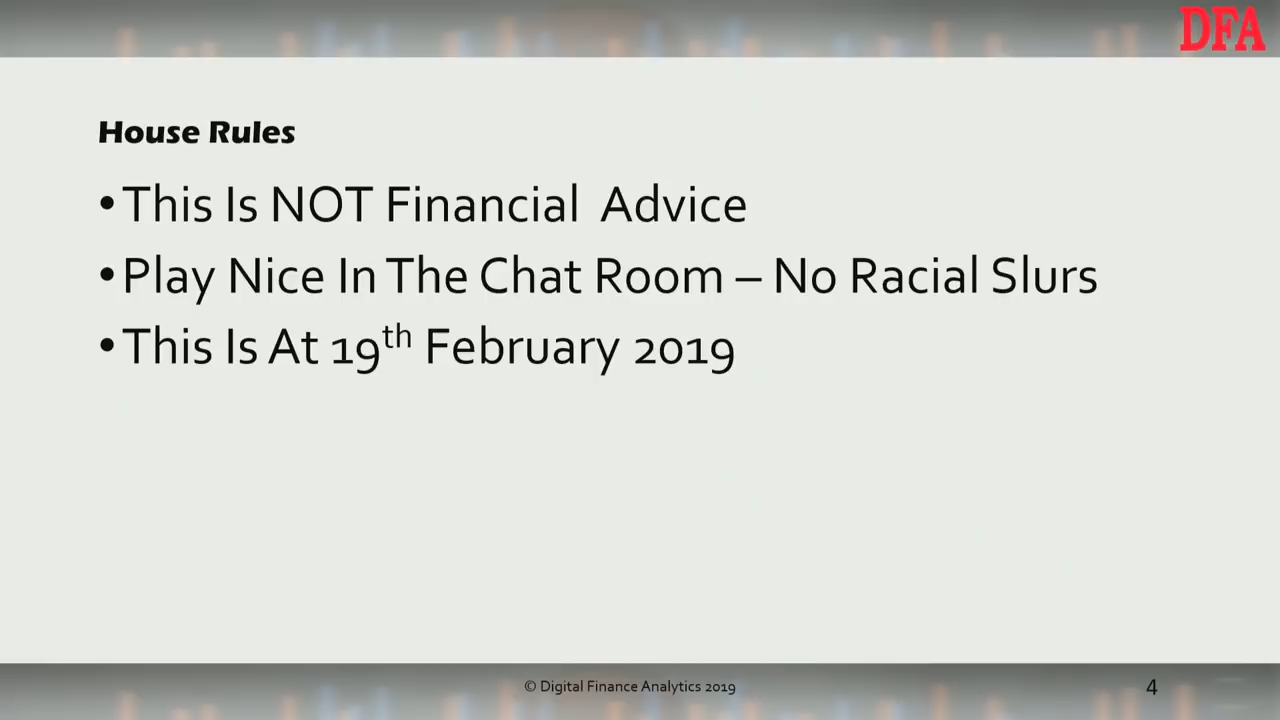 DFA
House Rules
•This Is NOT Financial Advice
•Play Nice In The Chat Room – No Racial Slurs
•This Is At 19th February 2019
© Digital Finance Analytics 2019
4